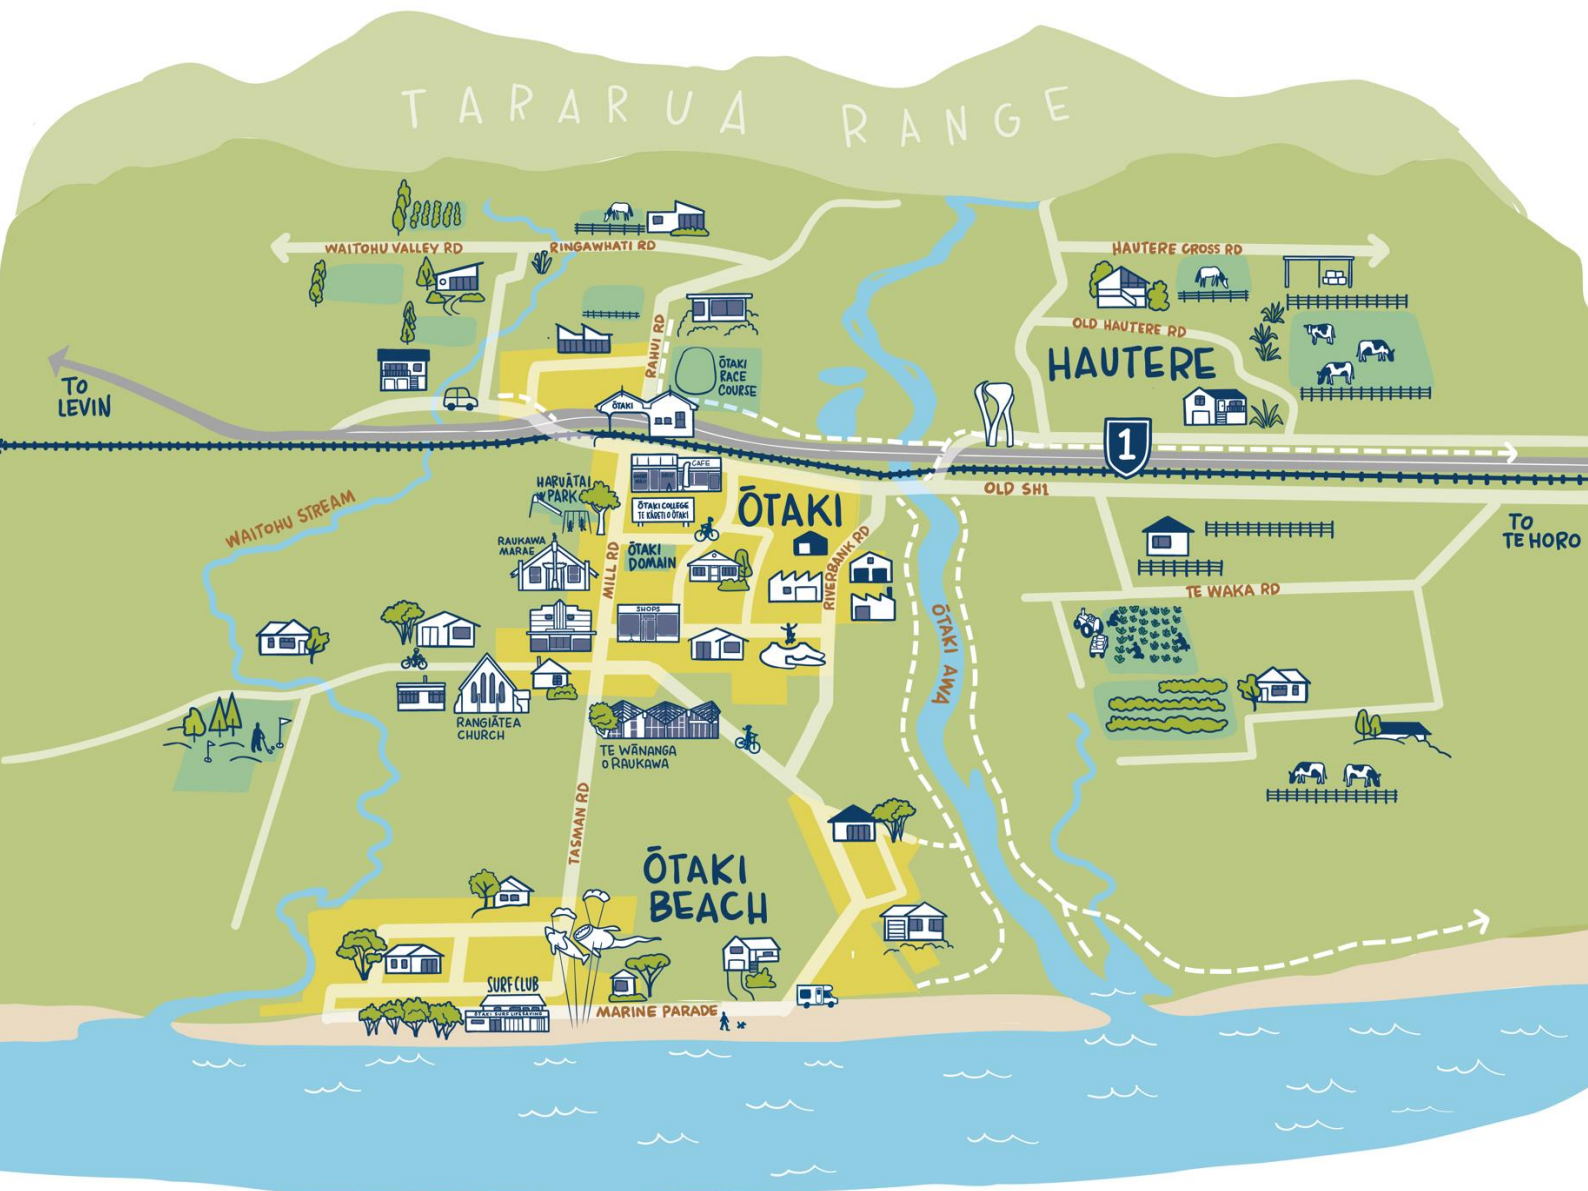 TARARUA RANGE
WAITOHU VALLEY RD
RINGAWHATI RD
HAUTERE CROSS RD
RAHUI RD
OLD HAUTERE RD
HAUTERE
ŌTAKI
RACE
COURSE
TO
LEVIN
ŌTAKI
1
CAFE
HARUĀTAI
PARK
ŌTAKI COLLEGE
TE KĀRETI O ŌTAKI
ŌTAKI
OLD SH1
WAITOHU STREAM
TO
TE HORO
RAUKAWA
MARAE
MILL RD
ŌTAKI
DOMAIN
RIVERBANK RD
TE WAKA RD
SHOPS
ŌTAKI AWA
RANGIĀTEA
CHURCH
TE WĀNANGA
O RAUKAWA
TASMAN RD
ŌTAKI
BEACH
SURF CLUB
ŌTAKI SURF LIFESAVING
MARINE PARADE